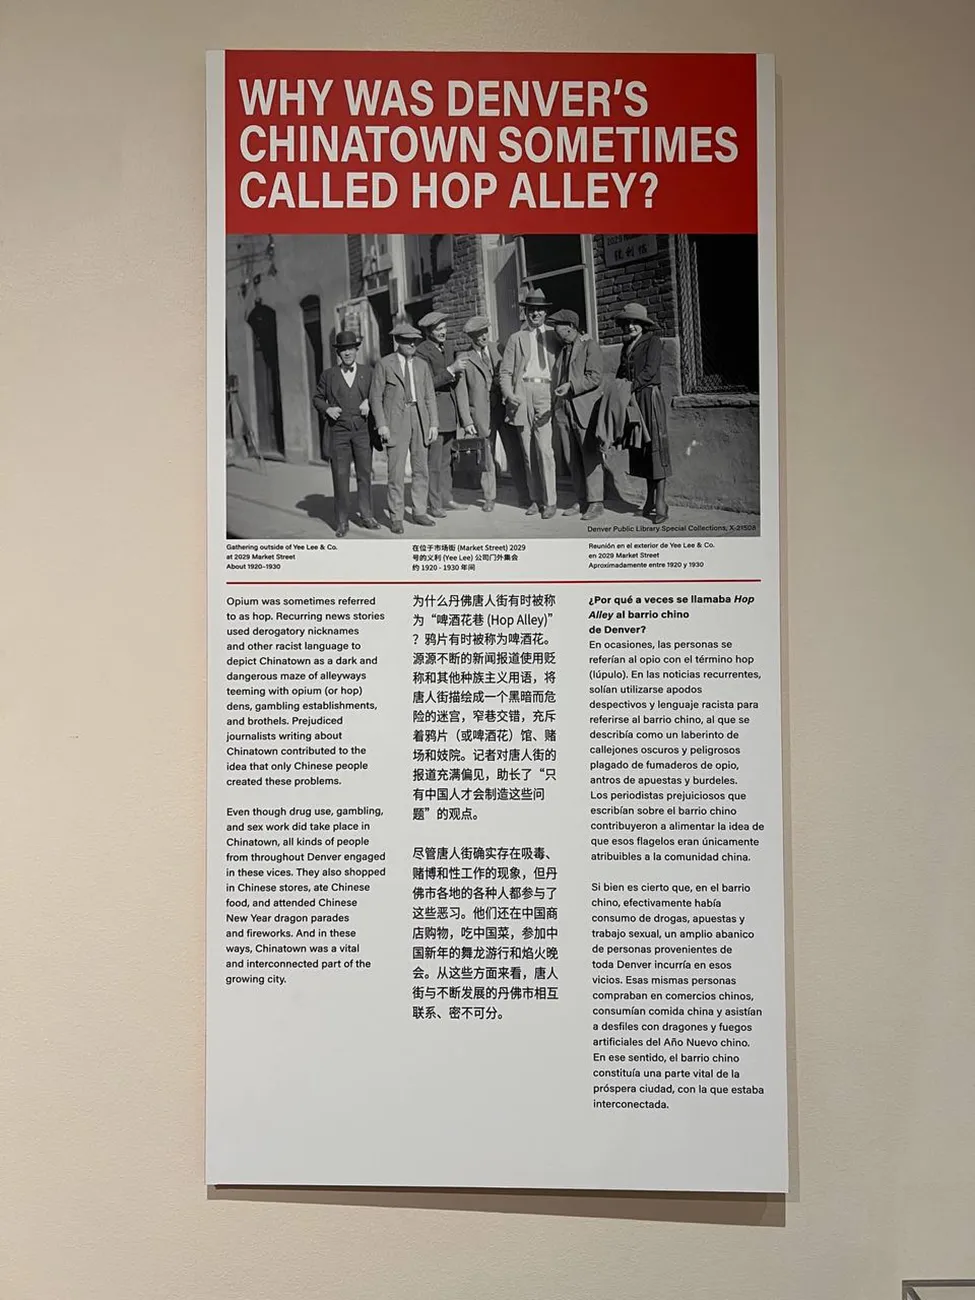 WHY WAS DENVER'S
CHINATOWN SOMETIMES
CALLED HOP ALLEY?
2029
Denver Public Library Special Collections, X-21508
Gathering outside of Yee Lee & Co.
at 2029 Market Street
About 1920–1930
在位于市场街 (Market Street) 2029
号的义利 (Yee Lee) 公司门外集会
约 1920 - 1930 年间
Reunión en el exterior de Yee Lee & Co.
en 2029 Market Street
Aproximadamente entre 1920 y 1930
Opium was sometimes referred
to as hop. Recurring news stories
used derogatory nicknames
and other racist language to
depict Chinatown as a dark and
dangerous maze of alleyways
teeming with opium (or hop)
dens, gambling establishments,
and brothels. Prejudiced
journalists writing about
Chinatown contributed to the
idea that only Chinese people
created these problems.
Even though drug use, gambling,
and sex work did take place in
Chinatown, all kinds of people
from throughout Denver engaged
in these vices. They also shopped
in Chinese stores, ate Chinese
food, and attended Chinese
New Year dragon parades
and fireworks. And in these
ways, Chinatown was a vital
and interconnected part of the
growing city.
为什么丹佛唐人街有时被称
为“啤酒花巷 (Hop Alley)”
？鸦片有时被称为啤酒花。
源源不断的新闻报道使用贬
称和其他种族主义用语，将
唐人街描绘成一个黑暗而危
险的迷宫，窄巷交错，充斥
着鸦片（或啤酒花）馆、赌
场和妓院。记者对唐人街的
报道充满偏见，助长了“只
有中国人才会制造这些问
题”的观点。
尽管唐人街确实存在吸毒、
赌博和性工作的现象，但丹
佛市各地的各种人都参与了
这些恶习。他们还在中国商
店购物，吃中国菜，参加中
国新年的舞龙游行和焰火晚
会。从这些方面来看，唐人
街与不断发展的丹佛市相互
联系、密不可分。
¿Por qué a veces se llamaba Hop
Alley al barrio chino
de Denver?
En ocasiones, las personas se
referían al opio con el término hop
(lúpulo). En las noticias recurrentes,
solían utilizarse apodos
despectivos y lenguaje racista para
referirse al barrio chino, al que se
describía como un laberinto de
callejones oscuros y peligrosos
plagado de fumaderos de opio,
antros de apuestas y burdeles.
Los periodistas prejuiciosos que
escribían sobre el barrio chino
contribuyeron a alimentar la idea de
que esos flagelos eran únicamente
atribuibles a la comunidad china.
Si bien es cierto que, en el barrio
chino, efectivamente había
consumo de drogas, apuestas y
trabajo sexual, un amplio abanico
de personas provenientes de
toda Denver incurría en esos
vicios. Esas mismas personas
compraban en comercios chinos,
consumían comida china y asistían
a desfiles con dragones y fuegos
artificiales del Año Nuevo chino.
En ese sentido, el barrio chino
constituía una parte vital de la
próspera ciudad, con la que estaba
interconectada.